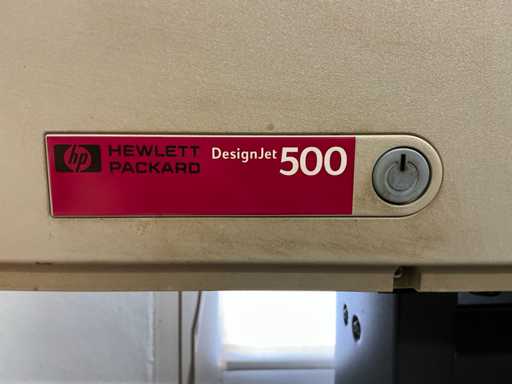 hp HEWLETT
PACKARD
DesignJet 500